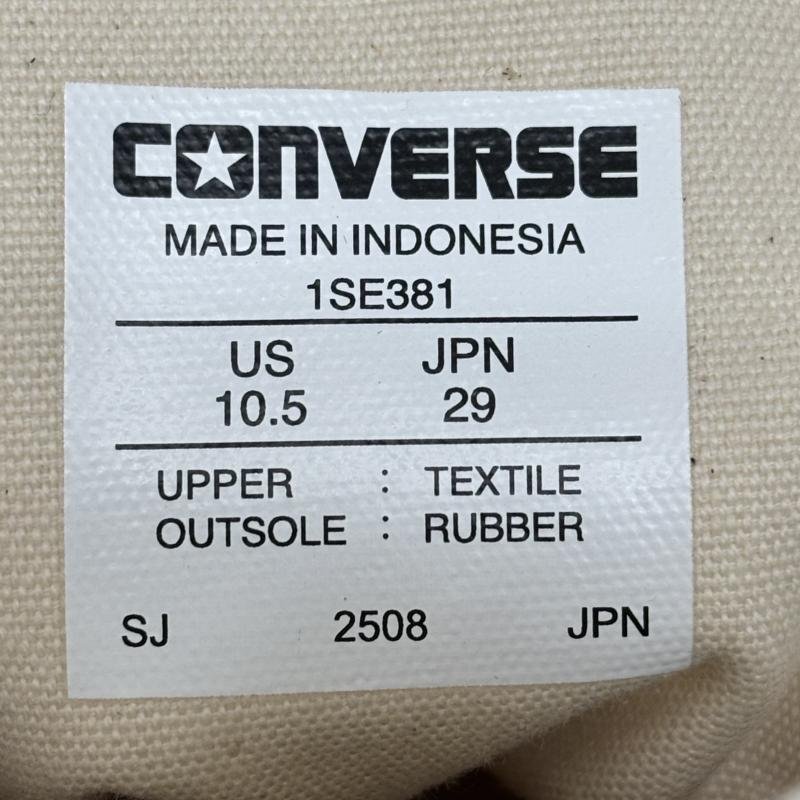 CONVERSE
MADE IN INDONESIA
1SE381
US JPN
10.5 29
UPPER : TEXTILE
OUTSOLE : RUBBER
SJ 2508 JPN